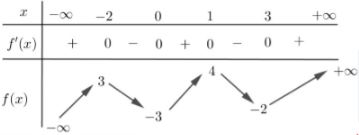 x −∞ −2 0 1 3 +∞
f′(x) + 0 − 0 + 0 − 0 +
3 4 +∞
f(x)
−3 −2
−∞